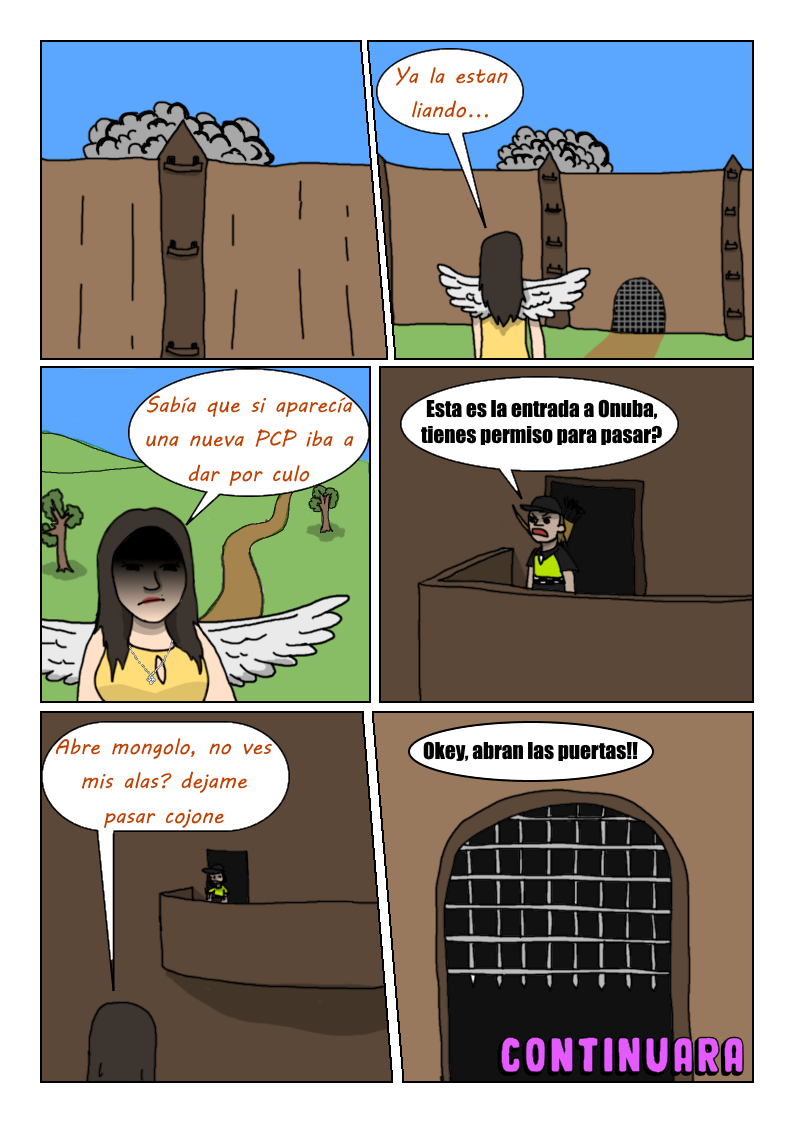 Ya la estan
liando...
Sabía que si aparecía
una nueva PCP iba a
dar por culo
Esta es la entrada a Onuba,
tienes permiso para pasar?
Abre mongolo, no ves
mis alas? dejame
pasar cojone
Okey, abran las puertas!!
CONTINUARA